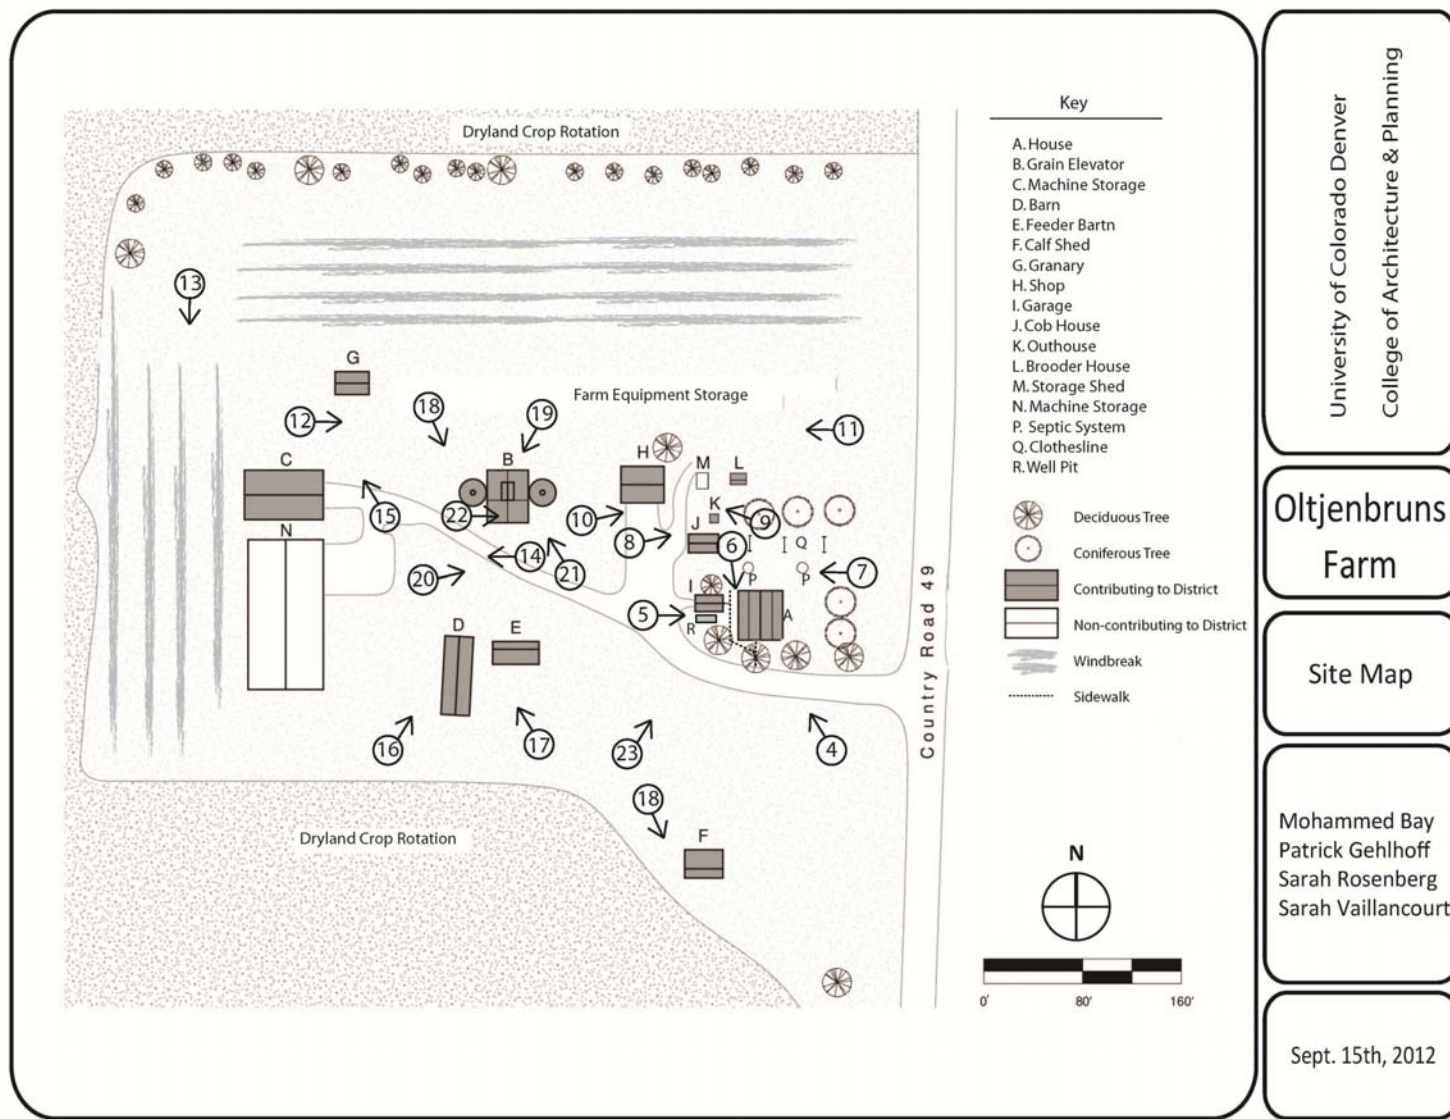 Dryland Crop Rotation
13
G
12
18
19
Farm Equipment Storage
11
C
B
H
M
L
15
22
10
K
9
N
14
8
J
6
Q
20
21
P
P
7
5
I
A
R
D
E
16
17
23
4
18
F
Dryland Crop Rotation
Country Road 49
Key
A. House
B. Grain Elevator
C. Machine Storage
D. Barn
E. Feeder Bartn
F. Calf Shed
G. Granary
H. Shop
I. Garage
J. Cob House
K. Outhouse
L. Brooder House
M. Storage Shed
N. Machine Storage
P. Septic System
Q. Clothesline
R. Well Pit
Deciduous Tree
Coniferous Tree
Contributing to District
Non-contributing to District
Windbreak
Sidewalk
N
0' 80' 160'
University of Colorado Denver
College of Architecture & Planning
Oltjenbruns
Farm
Site Map
Mohammed Bay
Patrick Gehlhoff
Sarah Rosenberg
Sarah Vaillancourt
Sept. 15th, 2012